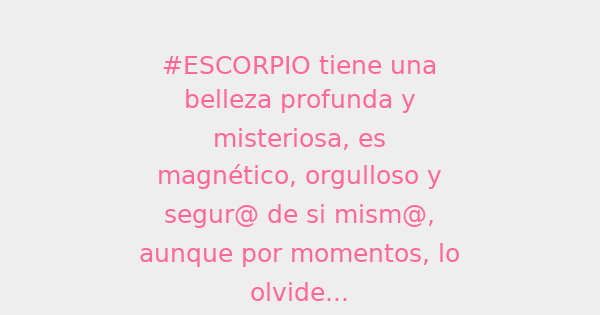 #ESCORPIO tiene una
belleza profunda y
misteriosa, es
magnético, orgulloso y
segur@ de si mism@,
aunque por momentos, lo
olvide...